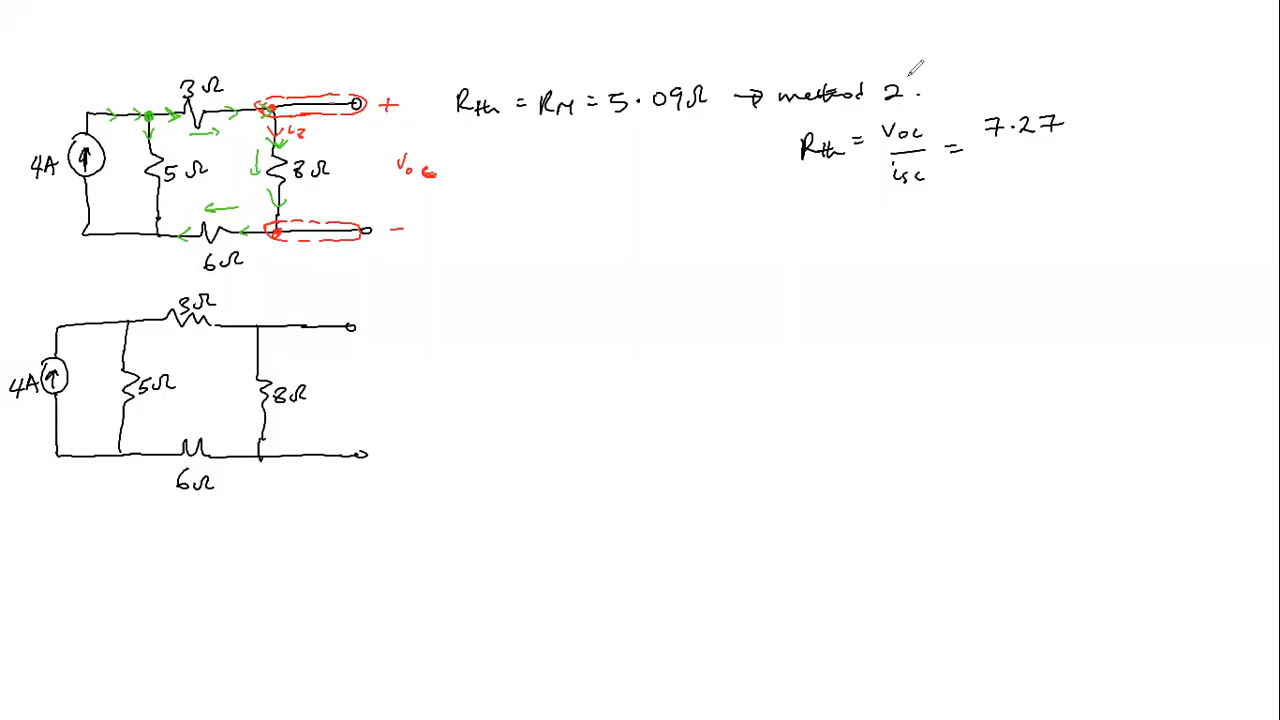 3Ω
Rth = RN = 5.09Ω → method 2.
+
Rth = Voc / isc = 7.27
i2
4A
5Ω
8Ω
Voc
-
6Ω
3Ω
4A
5Ω
8Ω
6Ω